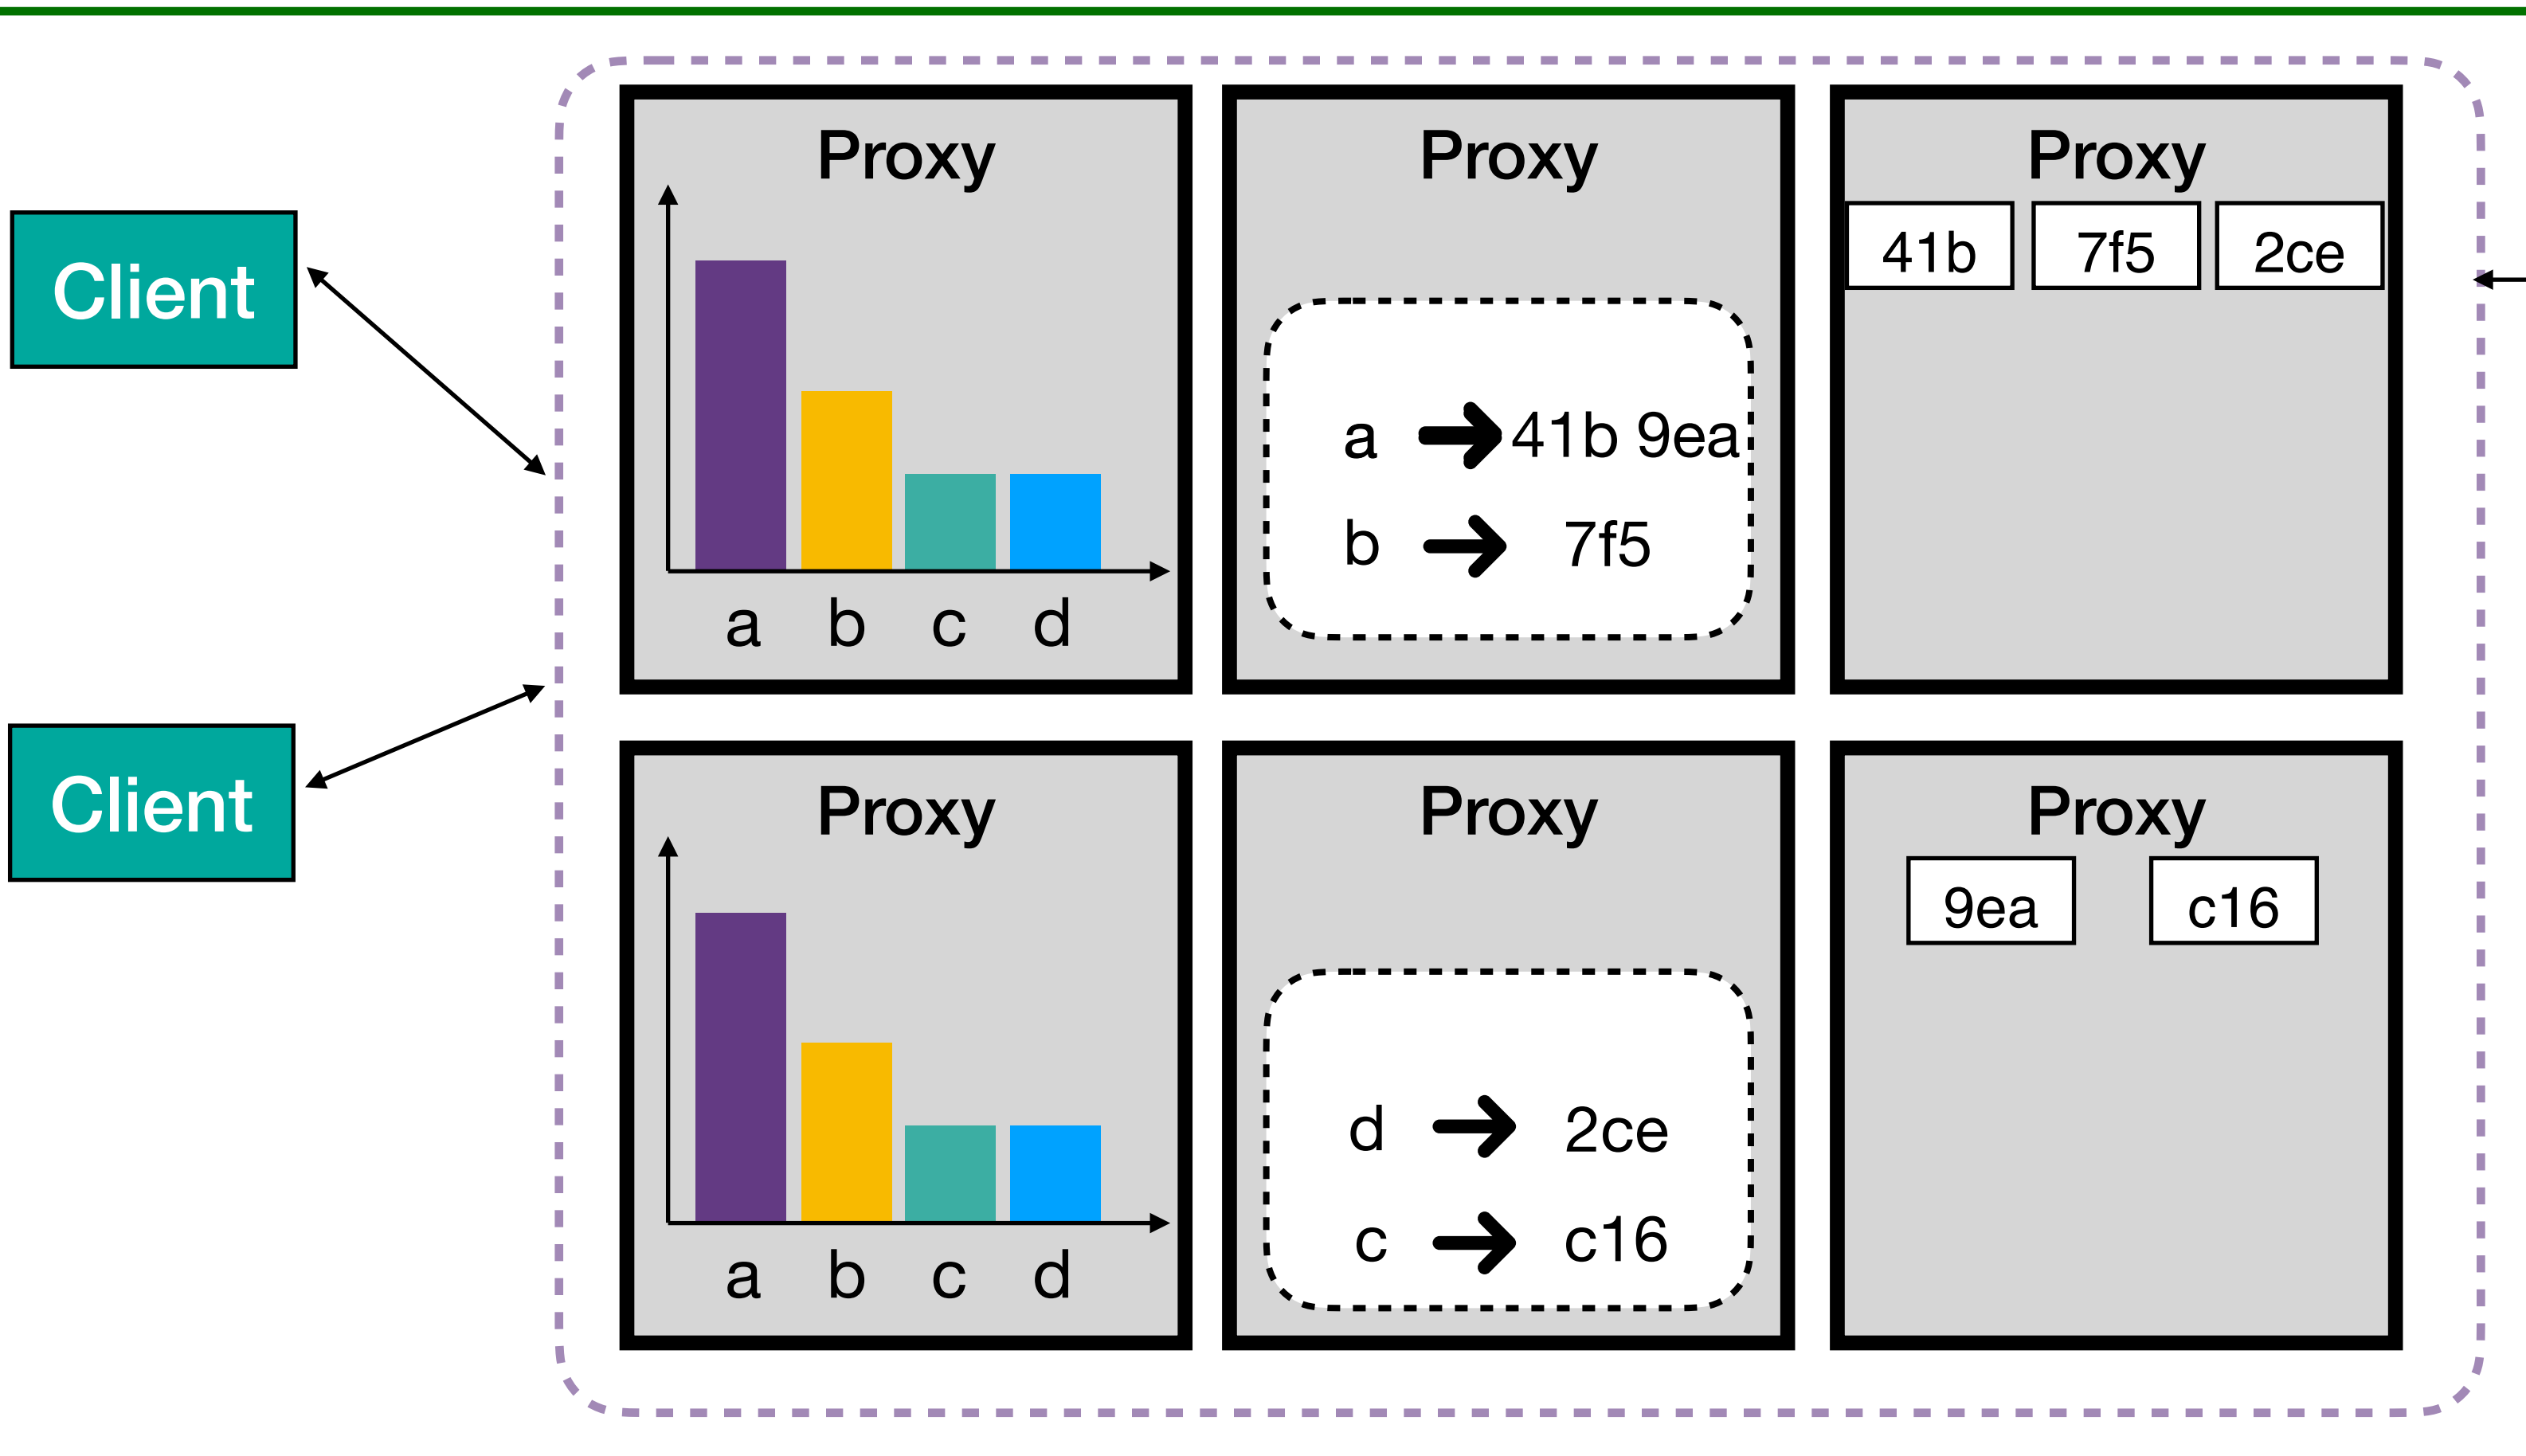 Client
Client
Proxy
a b c d
Proxy
a 41b 9ea
b 7f5
Proxy
41b 7f5 2ce
Proxy
a b c d
Proxy
d 2ce
c c16
Proxy
9ea c16